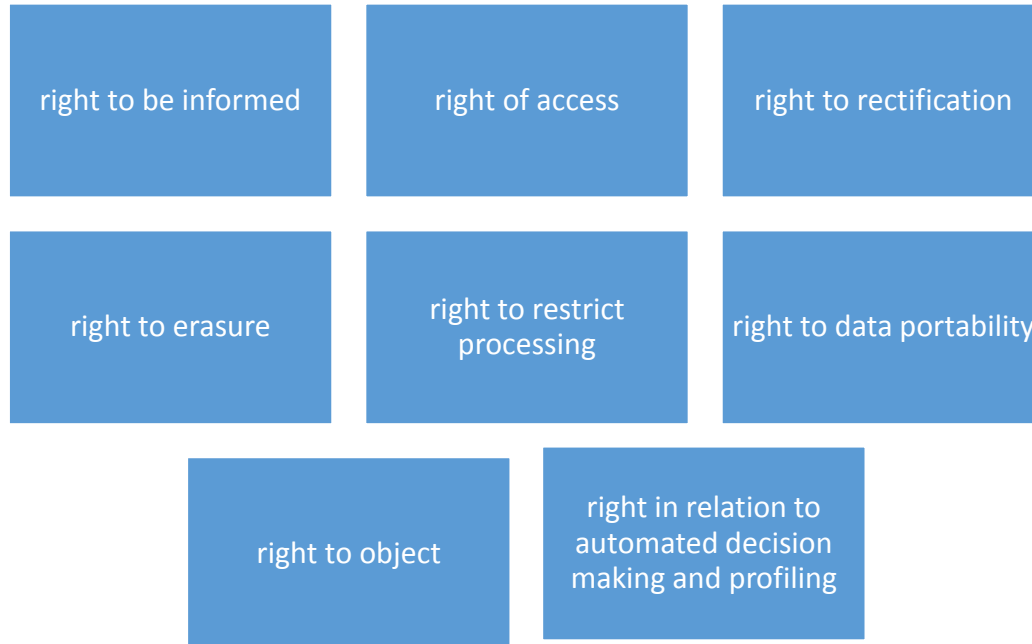 right to be informed
right of access
right to rectification
right to erasure
right to restrict
processing
right to data portability
right to object
right in relation to
automated decision
making and profiling